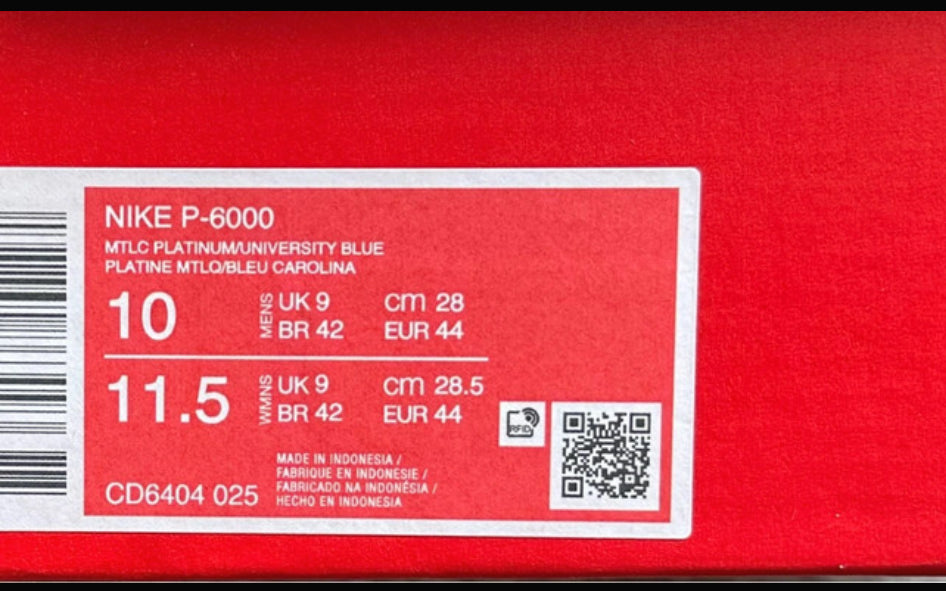 NIKE P-6000
MTLC PLATINUM/UNIVERSITY BLUE
PLATINE MTLQ/BLEU CAROLINA
10 MENS UK 9 cm 28
BR 42 EUR 44
11.5 WMNS UK 9 cm 28.5
BR 42 EUR 44
RFID
MADE IN INDONESIA /
FABRIQUE EN INDONESIE /
FABRICADO NA INDONÉSIA /
HECHO EN INDONESIA
CD6404 025